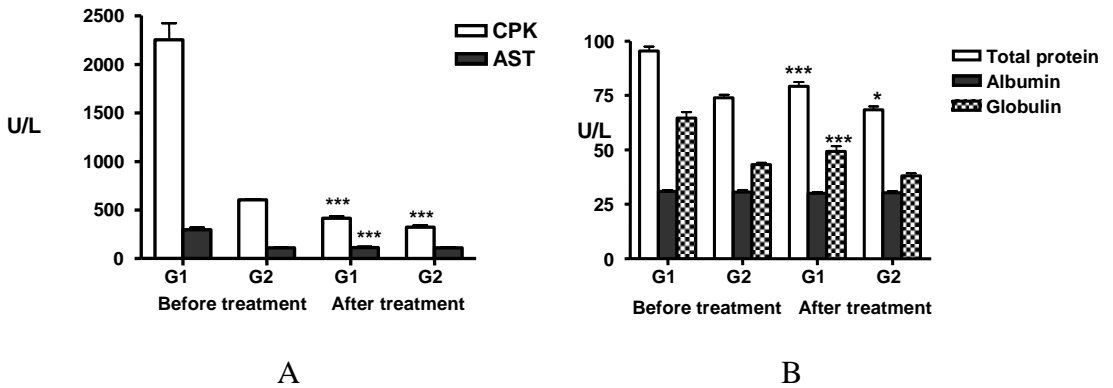 2500
2000
1500
1000
500
0
U/L
CPK
AST
***
***
***
G1 G2 G1 G2
Before treatment After treatment
A
100
75
50
25
0
U/L
Total protein
Albumin
Globulin
***
*
***
G1 G2 G1 G2
Before treatment After treatment
B